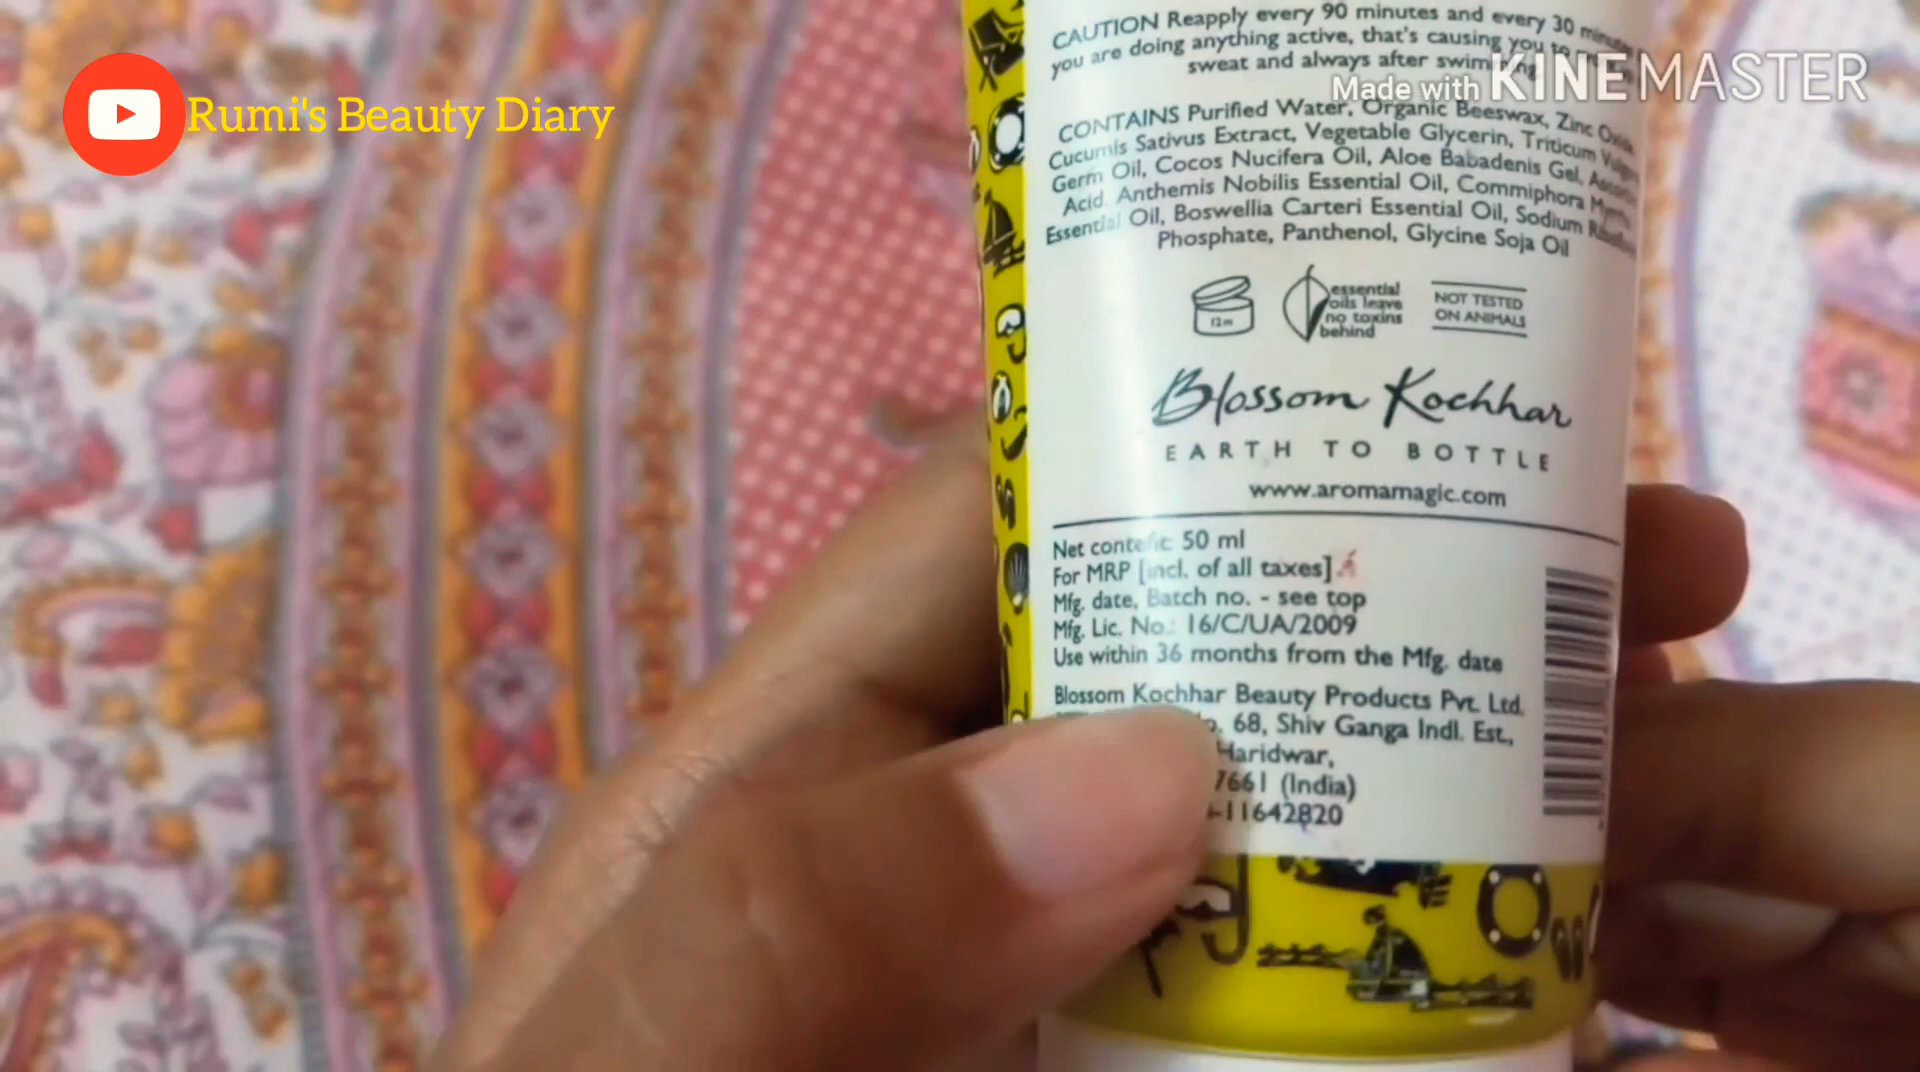 Rumi's Beauty Diary
Made with KINEMASTER
CAUTION Reapply every 90 minutes and every 30
you are doing anything active, that's causing you to
sweat and always after swimming.
CONTAINS Purified Water, Organic Beeswax, Zinc Oxide
Cucumis Sativus Extract, Vegetable Glycerin, Triticum
Germ Oil, Cocos Nucifera Oil, Aloe Babadenis Gel,
Acid, Anthemis Nobilis Essential Oil, Commiphora
Essential Oil, Boswellia Carteri Essential Oil, Sodium
Phosphate, Panthenol, Glycine Soja Oil
12m
essential
oils leave
no toxins
behind
NOT TESTED
ON ANIMALS
Blossom Kochhar
EARTH TO BOTTLE
www.aromamagic.com
Net content: 50 ml
For MRP [incl. of all taxes]
Mfg. date, Batch no. - see top
Mfg. Lic. No.: 16/C/UA/2009
Use within 36 months from the Mfg. date
Blossom Kochhar Beauty Products Pvt. Ltd.
68, Shiv Ganga Indl. Est.,
Haridwar,
7661 (India)
-11642820